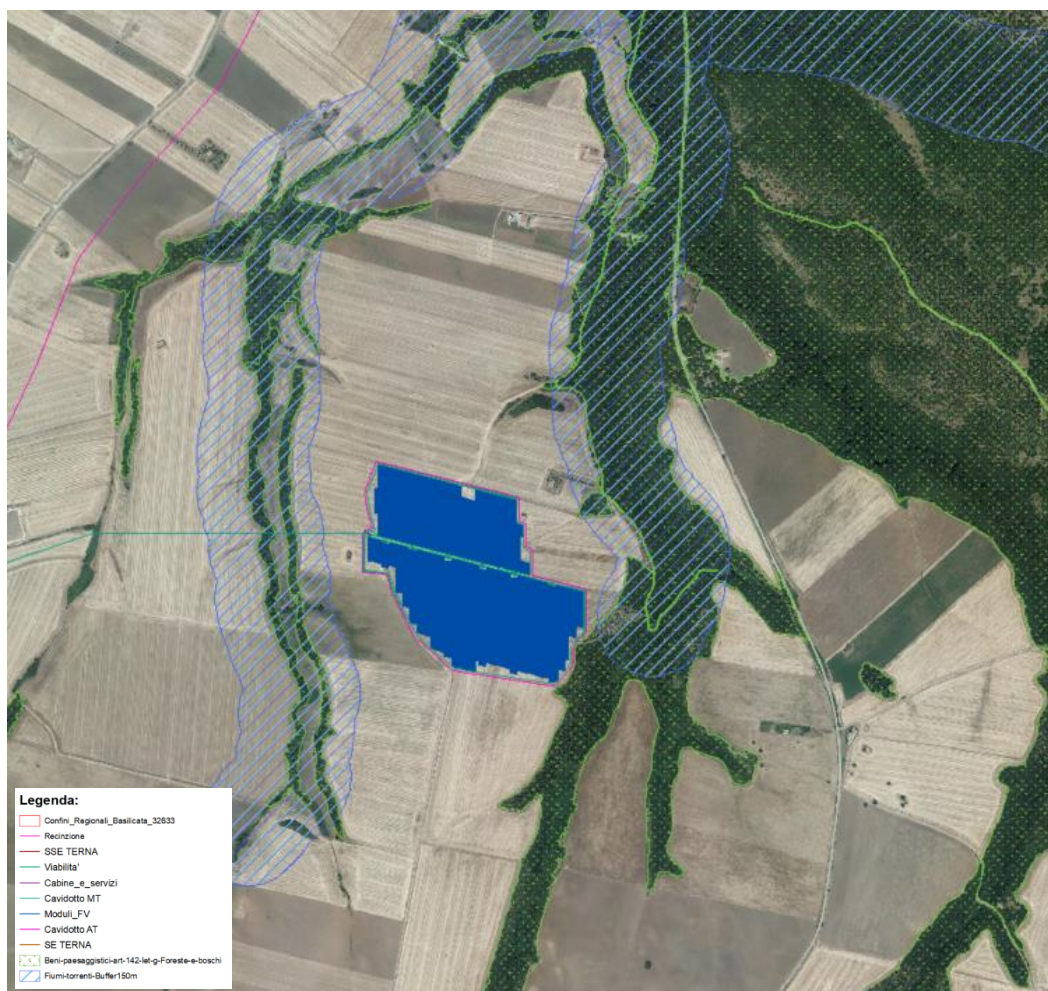 Legenda:
Confini_Regionali_Basilicata_32633
Recinzione
SSE TERNA
Viabilita'
Cabine_e_servizi
Cavidotto MT
Moduli_FV
Cavidotto AT
SE TERNA
Beni-paesaggistici-art-142-let-g-Foreste-e-boschi
Fiumi-torrenti-Buffer150m